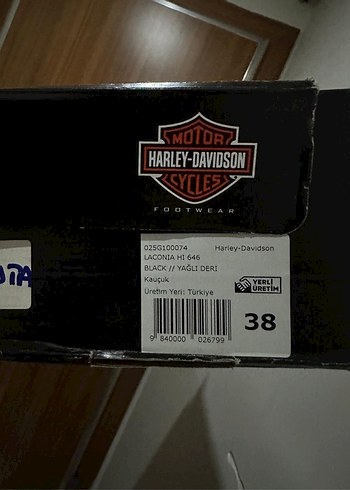 MOTOR
HARLEY-DAVIDSON
CYCLES
FOOTWEAR
025G100074 Harley-Davidson
LACONIA HI 646
BLACK // YAĞLI DERİ
Kauçuk
Üretim Yeri: Türkiye
YERLİ
ÜRETİM
38
9 840000 026799